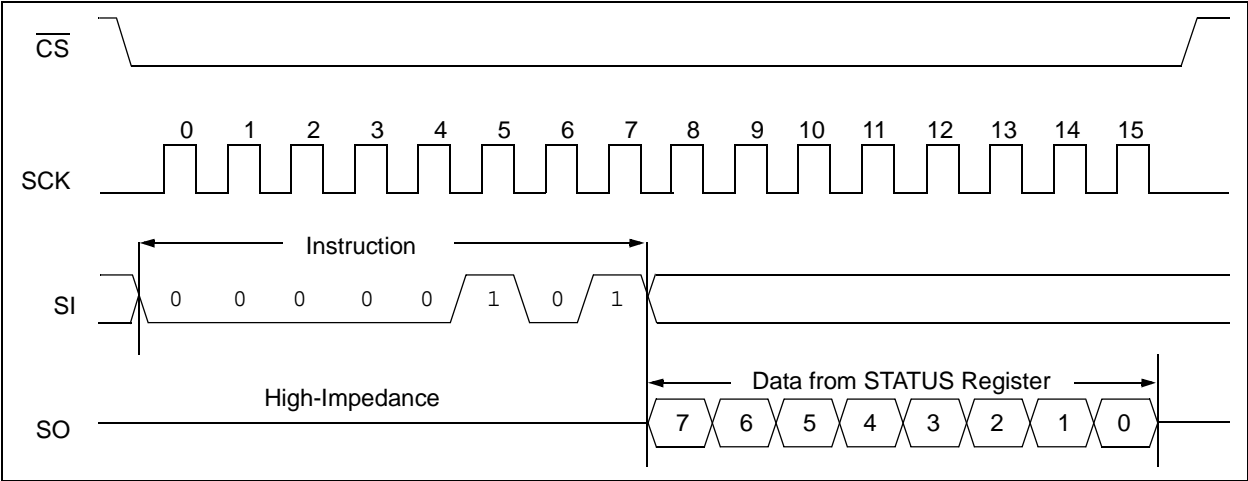 CS
0 1 2 3 4 5 6 7 8 9 10 11 12 13 14 15
SCK
Instruction
SI 0 0 0 0 0 1 0 1
Data from STATUS Register
High-Impedance
SO 7 6 5 4 3 2 1 0